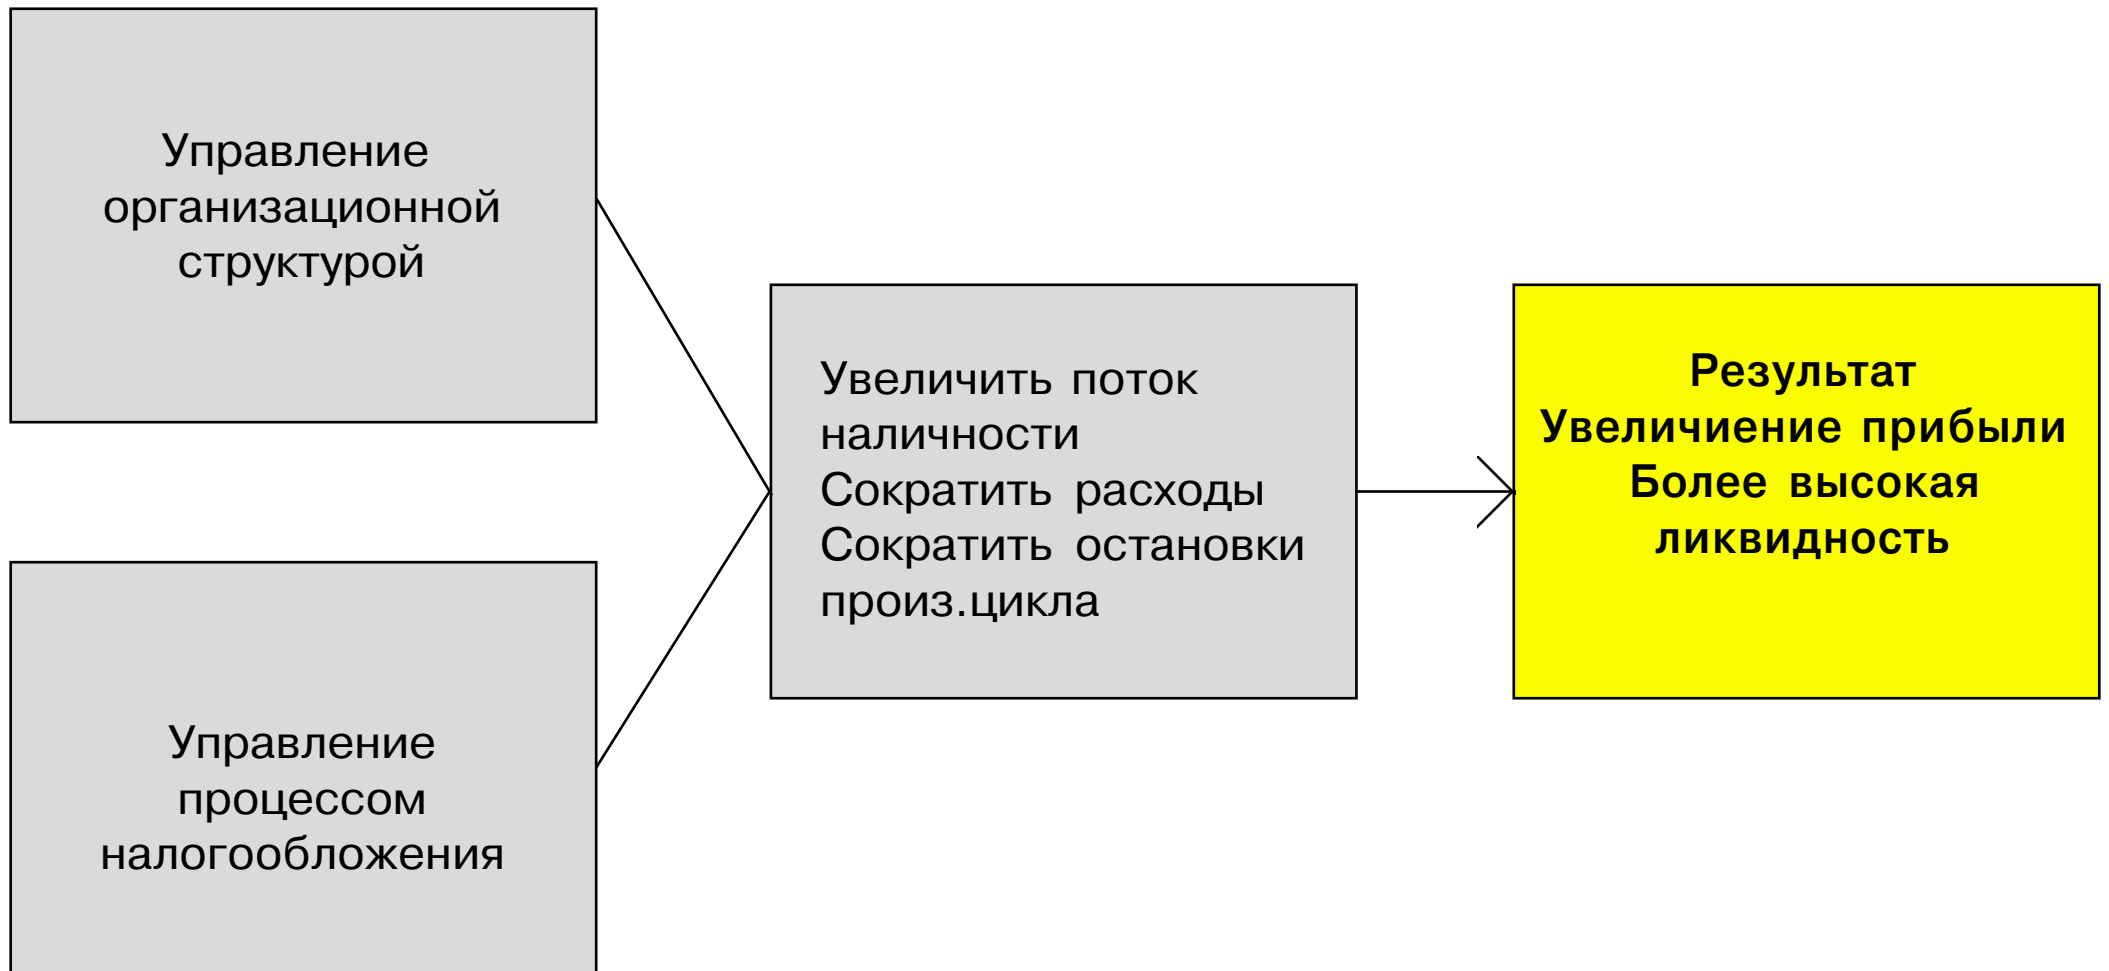 Управление
организационной
структурой
Управление
процессом
налогообложения
Увеличить поток
наличности
Сократить расходы
Сократить остановки
произ.цикла
Результат
Увеличиение прибыли
Более высокая
ликвидность